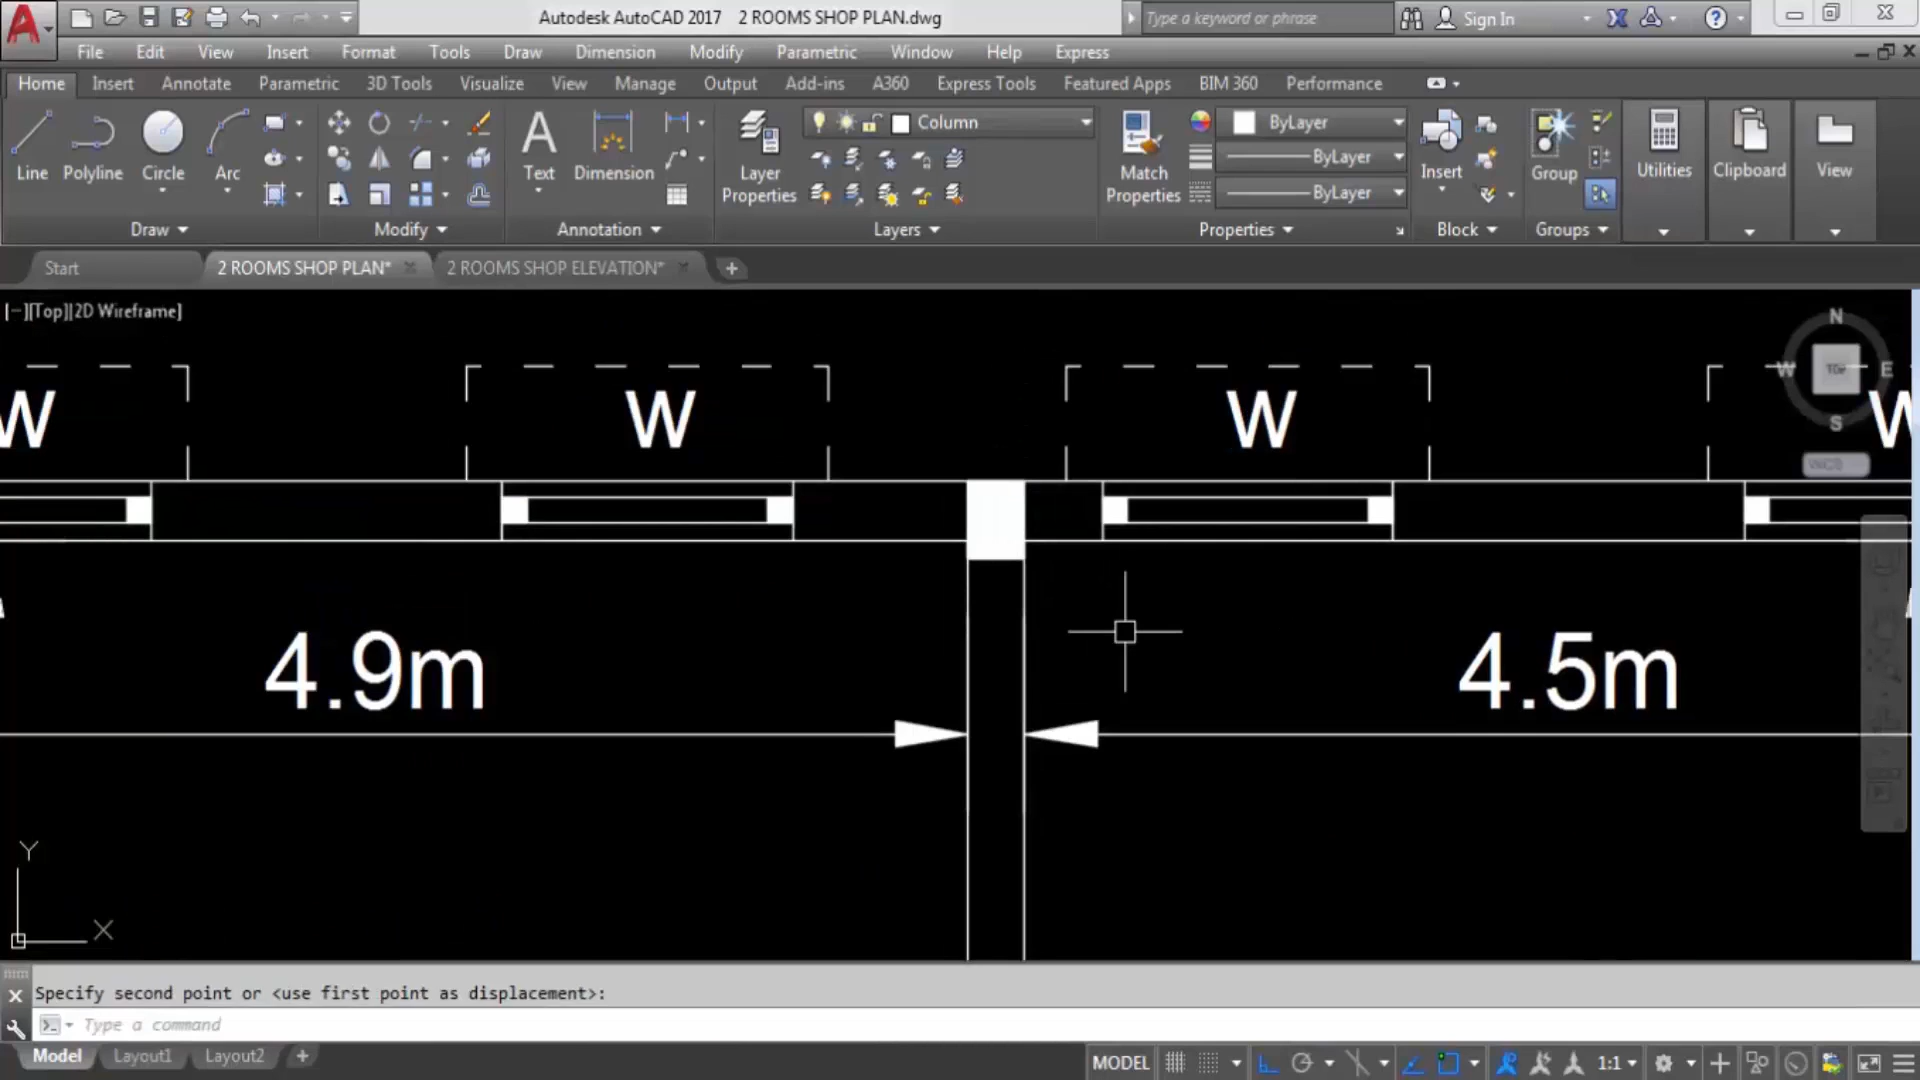 Autodesk AutoCAD 2017 2 ROOMS SHOP PLAN.dwg
Type a keyword or phrase
Sign In
File Edit View Insert Format Tools Draw Dimension Modify Parametric Window Help Express
Home Insert Annotate Parametric 3D Tools Visualize View Manage Output Add-ins A360 Express Tools Featured Apps BIM 360 Performance
Line Polyline Circle Arc
Text Dimension
Layer Properties
Column
Match Properties
ByLayer
ByLayer
ByLayer
Insert
Group
Utilities
Clipboard
View
Draw Modify Annotation Layers Properties Block Groups
Start 2 ROOMS SHOP PLAN* 2 ROOMS SHOP ELEVATION*
[−][Top][2D Wireframe]
N
W TOP E
S
WCS
W W W W
4.9m 4.5m
Y
X
Specify second point or <use first point as displacement>:
Type a command
Model Layout1 Layout2
MODEL 1:1